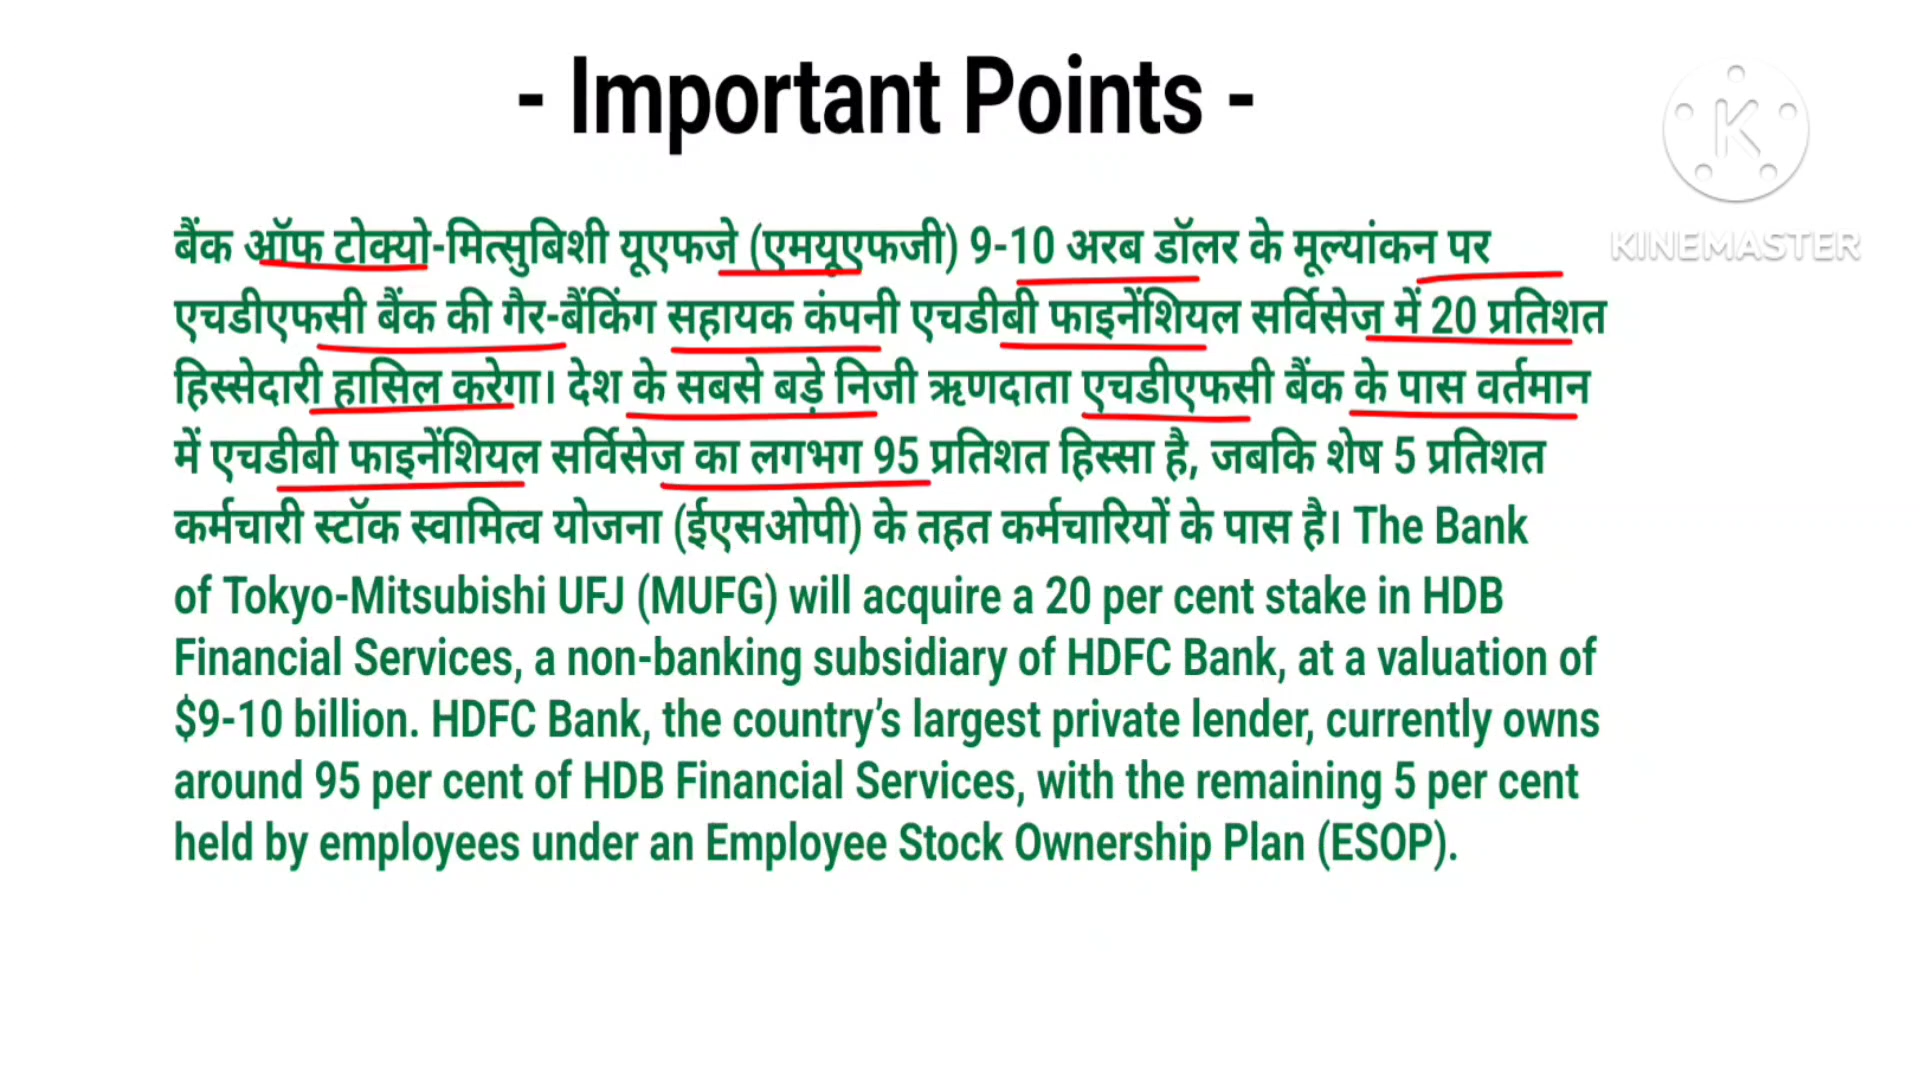 - Important Points -
K
KINEMASTER
बैंक ऑफ टोक्यो-मित्सुबिशी यूएफजे (एमयूएफजी) 9-10 अरब डॉलर के मूल्यांकन पर
एचडीएफसी बैंक की गैर-बैंकिंग सहायक कंपनी एचडीबी फाइनेंशियल सर्विसेज में 20 प्रतिशत
हिस्सेदारी हासिल करेगा। देश के सबसे बड़े निजी ऋणदाता एचडीएफसी बैंक के पास वर्तमान
में एचडीबी फाइनेंशियल सर्विसेज का लगभग 95 प्रतिशत हिस्सा है, जबकि शेष 5 प्रतिशत
कर्मचारी स्टॉक स्वामित्व योजना (ईएसओपी) के तहत कर्मचारियों के पास है। The Bank
of Tokyo-Mitsubishi UFJ (MUFG) will acquire a 20 per cent stake in HDB
Financial Services, a non-banking subsidiary of HDFC Bank, at a valuation of
$9-10 billion. HDFC Bank, the country’s largest private lender, currently owns
around 95 per cent of HDB Financial Services, with the remaining 5 per cent
held by employees under an Employee Stock Ownership Plan (ESOP).